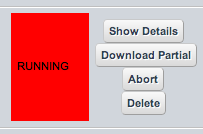 RUNNING
Show Details
Download Partial
Abort
Delete